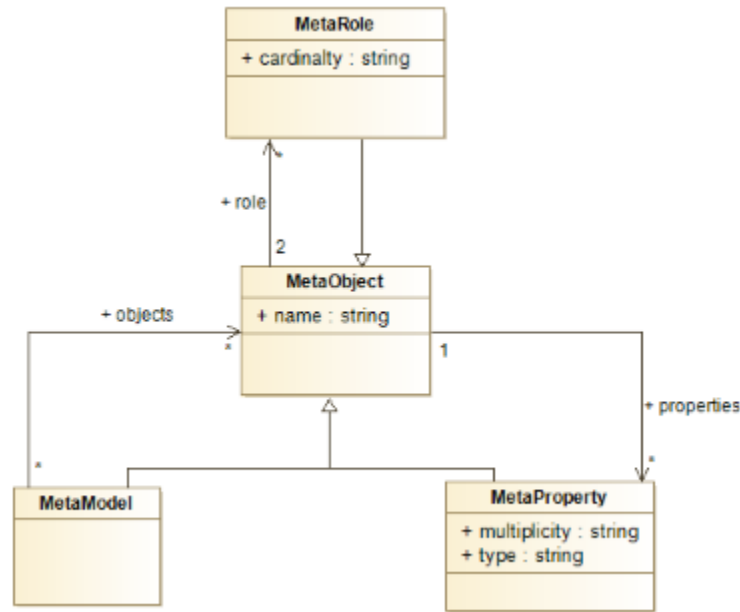 MetaRole
+ cardinalty : string
*
+ role
2
MetaObject
+ name : string
+ objects
*
1
+ properties
*
*
MetaModel
MetaProperty
+ multiplicity : string
+ type : string